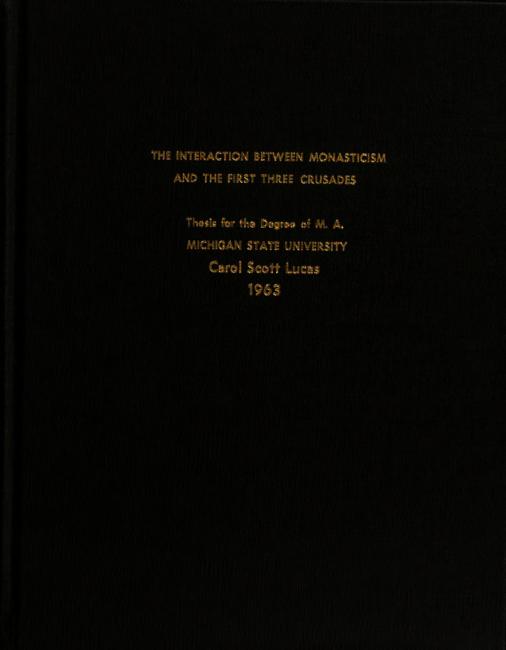 THE INTERACTION BETWEEN MONASTICISM
AND THE FIRST THREE CRUSADES
Thesis for the Degree of M. A.
MICHIGAN STATE UNIVERSITY
Carol Scott Lucas
1963